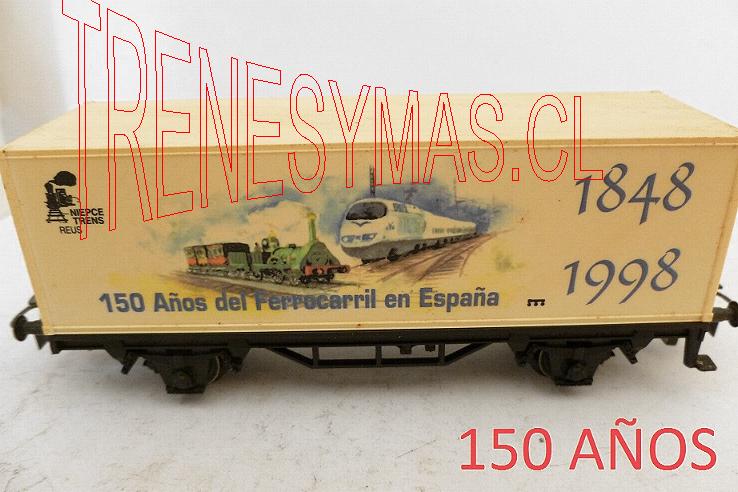 TRENESYMAS.CL
NIEPCE
TRENS
REUS
1848
1998
150 Años del Ferrocarril en España
150 AÑOS